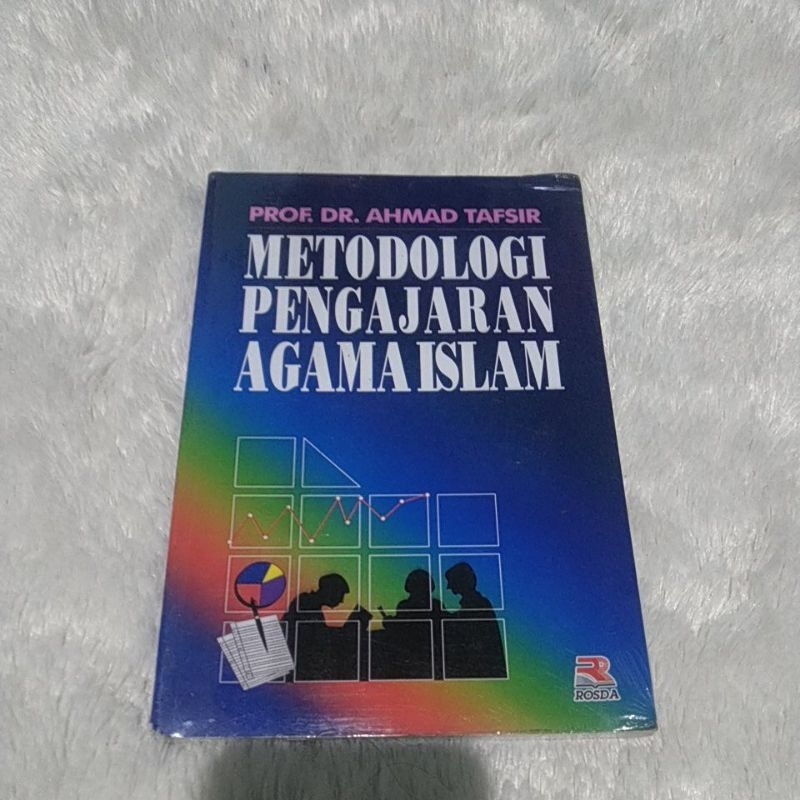 PROF. DR. AHMAD TAFSIR
METODOLOGI
PENGAJARAN
AGAMA ISLAM
ROSDA